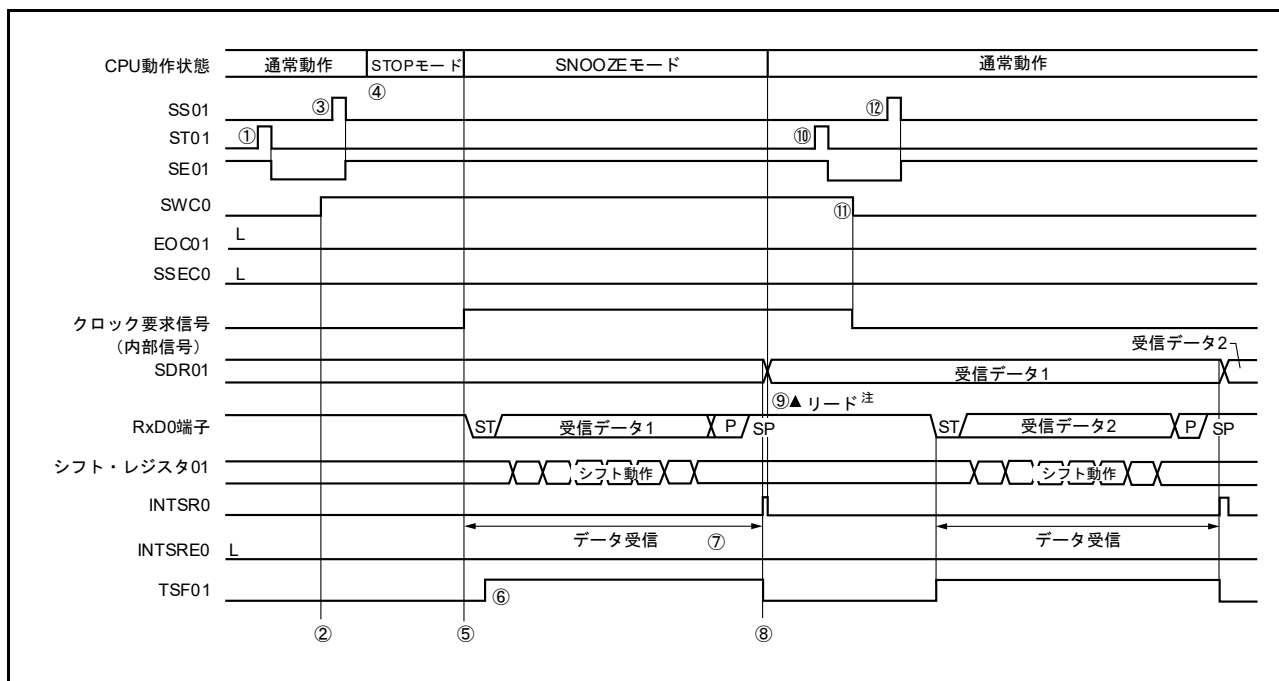 CPU動作状態 通常動作 STOPモード SNOOZEモード 通常動作
④
SS01 ③ ⑫
ST01 ① ⑩
SE01
SWC0 ⑪
EOC01 L
SSEC0 L
クロック要求信号
(内部信号)
受信データ2
SDR01 受信データ1
⑨▲ リード注
RxD0端子 ST 受信データ1 P SP ST 受信データ2 P SP
シフト・レジスタ01 シフト動作 シフト動作
INTSR0
データ受信 ⑦ データ受信
INTSRE0 L
TSF01 ⑥
② ⑤ ⑧